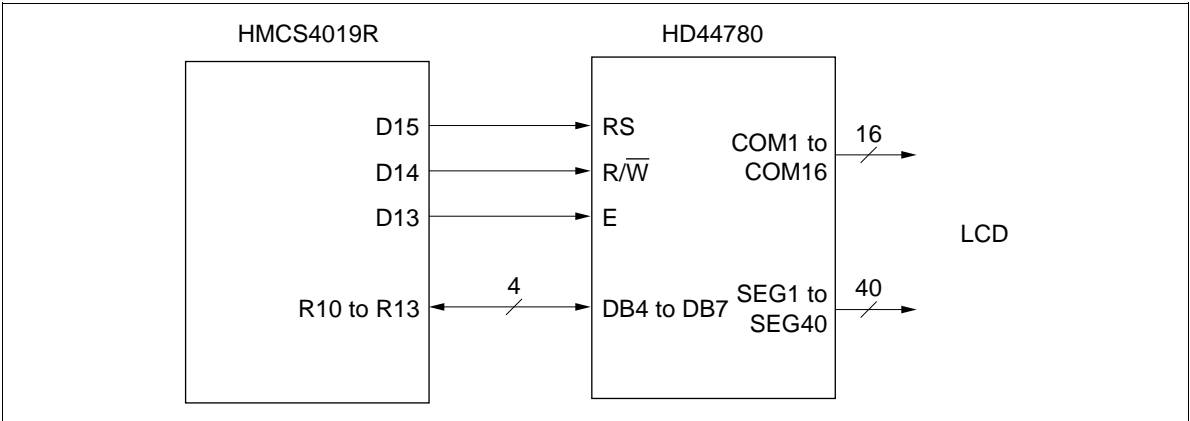 HMCS4019R
HD44780
D15
RS
D14
R/W̅
D13
E
R10 to R13
4
DB4 to DB7
COM1 to
COM16
16
SEG1 to
SEG40
40
LCD